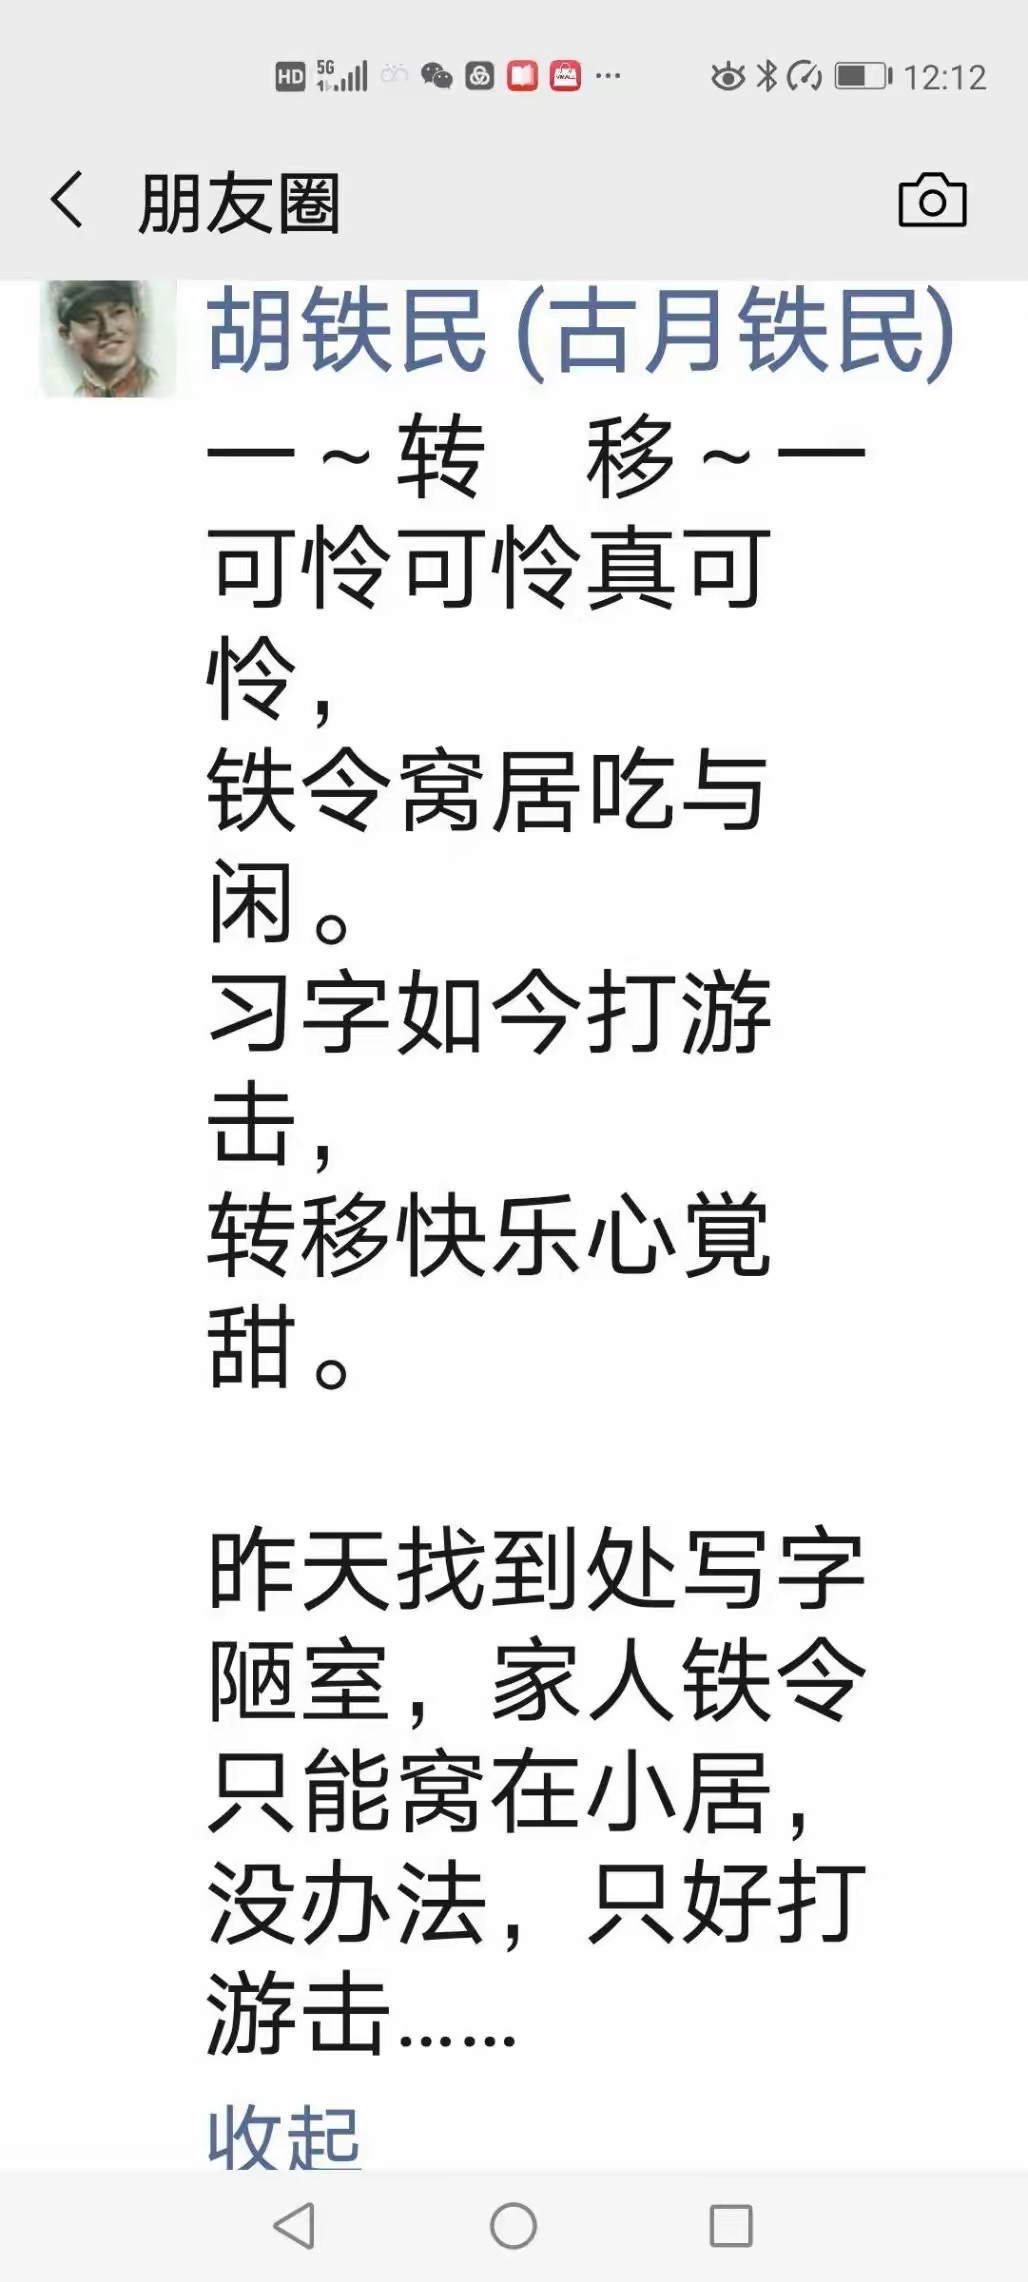 HD 5G 12:12
朋友圈
胡铁民 (古月铁民)
一~转　移~一
可怜可怜真可
怜，
铁令窝居吃与
闲。
习字如今打游
击，
转移快乐心覚
甜。
昨天找到处写字
陋室，家人铁令
只能窝在小居，
没办法，只好打
游击......
收起